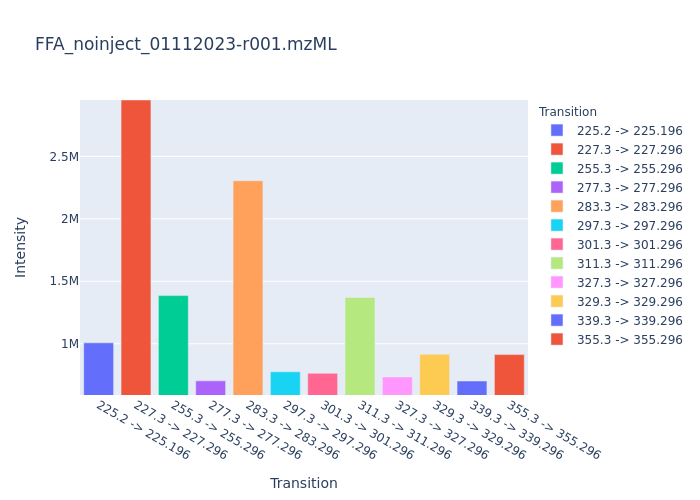 FFA_noinject_01112023-r001.mzML
Transition
225.2 -> 225.196
227.3 -> 227.296
255.3 -> 255.296
277.3 -> 277.296
283.3 -> 283.296
297.3 -> 297.296
301.3 -> 301.296
311.3 -> 311.296
327.3 -> 327.296
329.3 -> 329.296
339.3 -> 339.296
355.3 -> 355.296
Intensity
2.5M
2M
1.5M
1M
225.2 -> 225.196
227.3 -> 227.296
255.3 -> 255.296
277.3 -> 277.296
283.3 -> 283.296
297.3 -> 297.296
301.3 -> 301.296
311.3 -> 311.296
327.3 -> 327.296
329.3 -> 329.296
339.3 -> 339.296
355.3 -> 355.296
Transition